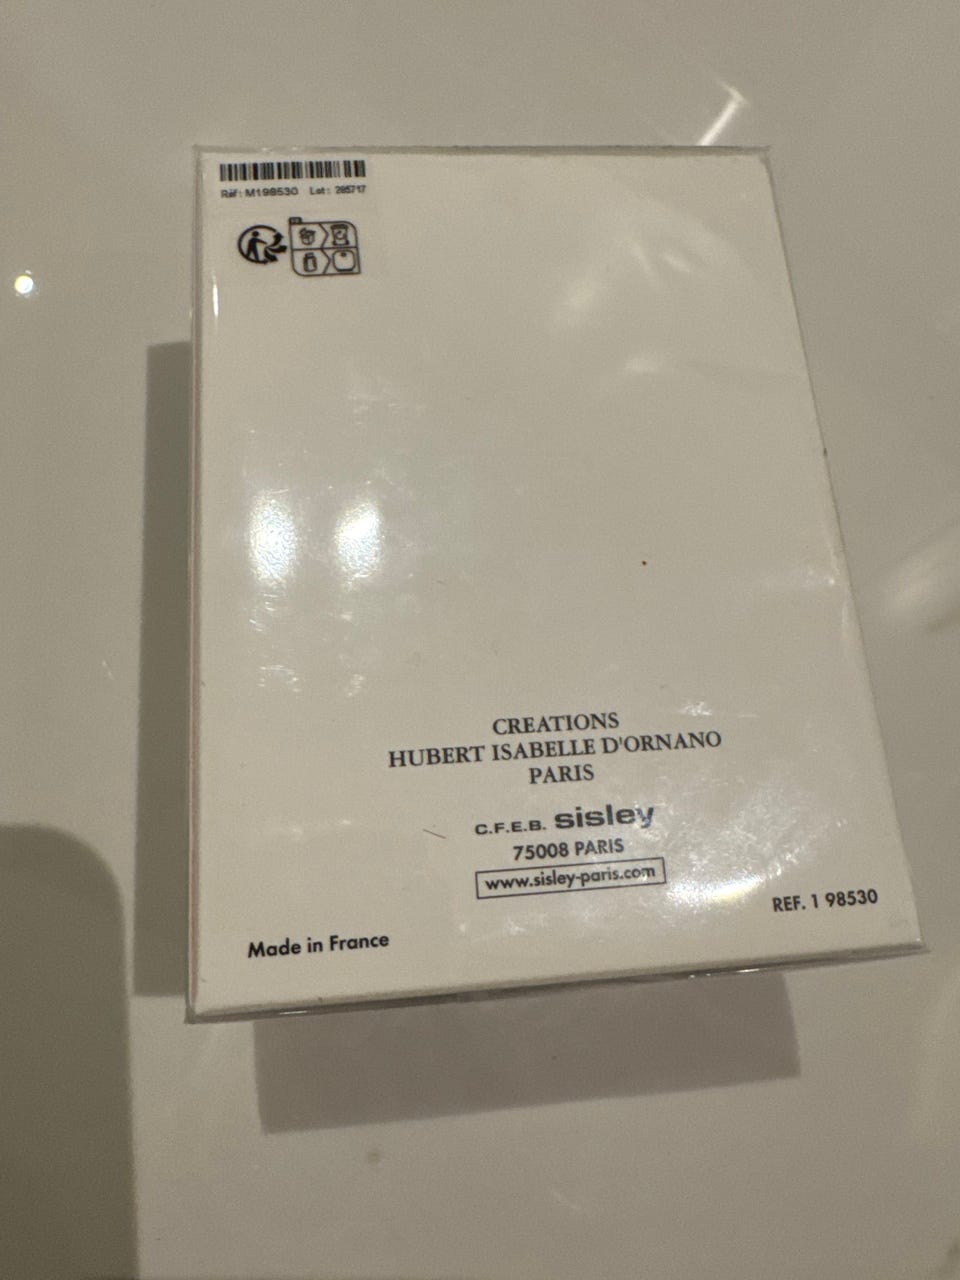 Réf: M198530 Lot: 285717
CREATIONS
HUBERT ISABELLE D'ORNANO
PARIS
C.F.E.B. sisley
75008 PARIS
www.sisley-paris.com
REF. 1 98530
Made in France